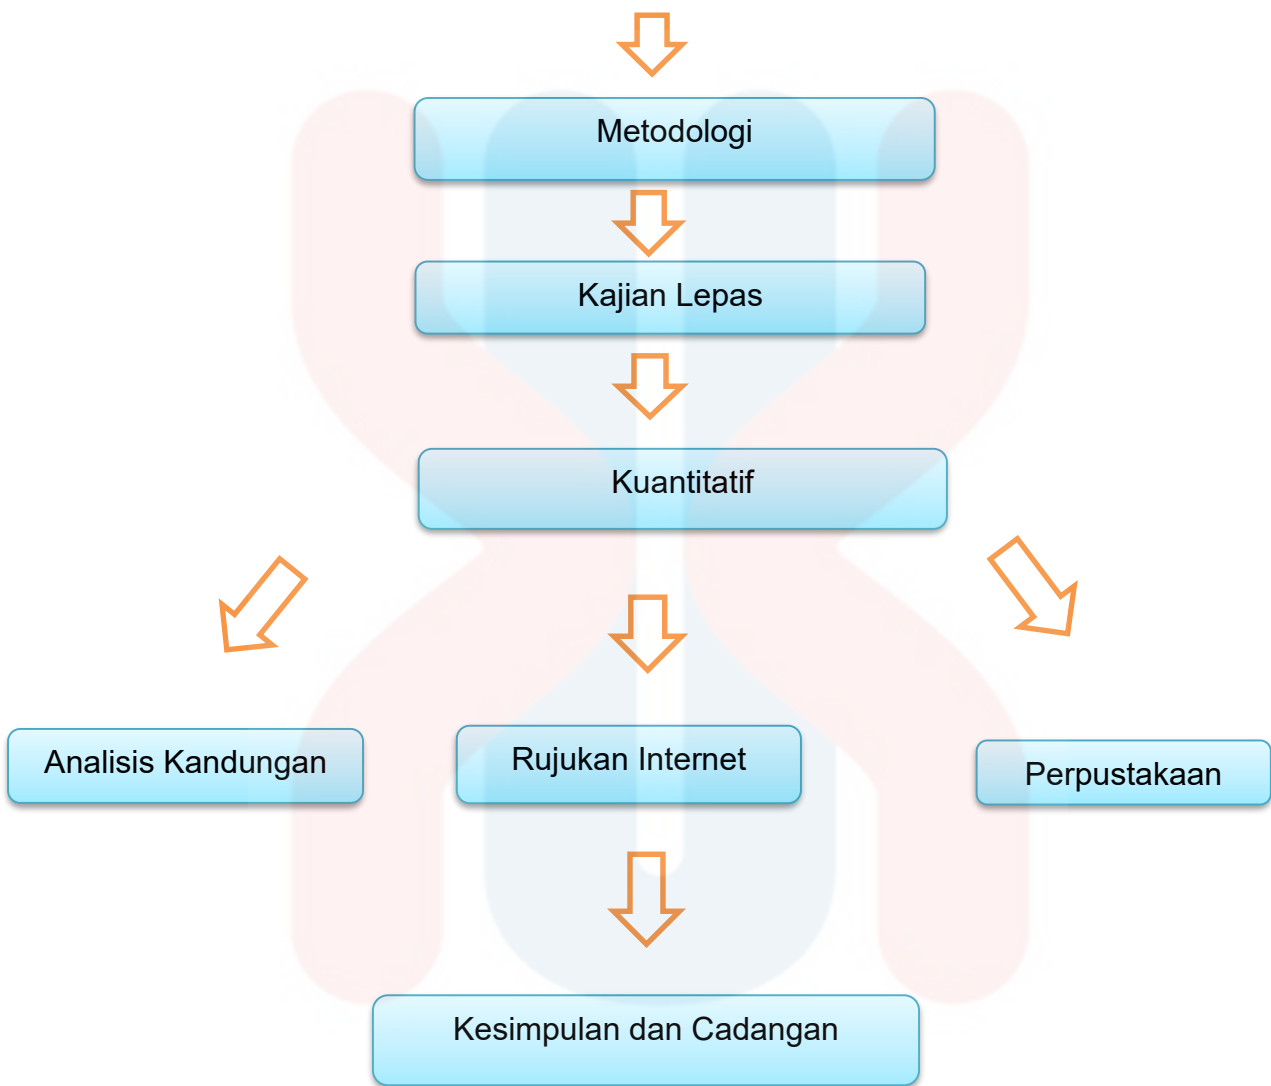 Metodologi
Kajian Lepas
Kuantitatif
Analisis Kandungan
Rujukan Internet
Perpustakaan
Kesimpulan dan Cadangan